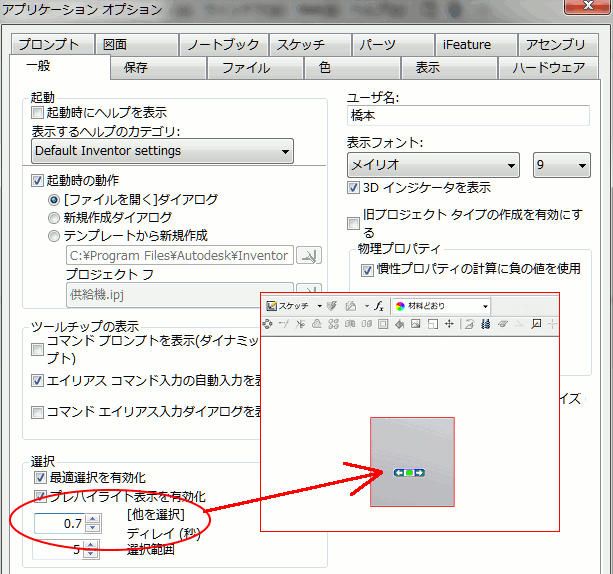 アプリケーション オプション
プロンプト 図面 ノートブック スケッチ パーツ iFeature アセンブリ
一般 保存 ファイル 色 表示 ハードウェア
起動
起動時にヘルプを表示
表示するヘルプのカテゴリ:
Default Inventor settings
起動時の動作
[ファイルを開く]ダイアログ
新規作成ダイアログ
テンプレートから新規作成
C:¥Program Files¥Autodesk¥Inventor
プロジェクト フ
供給機.ipj
ツールチップの表示
コマンド プロンプトを表示(ダイナミッ
プト)
エイリアス コマンド入力の自動入力を表
コマンド エイリアス入力ダイアログを表
選択
最適選択を有効化
プレハイライト表示を有効化
0.7 [他を選択]
ディレイ (秒)
5 選択範囲
ユーザ名:
橋本
表示フォント:
メイリオ 9
3D インジケータを表示
旧プロジェクト タイプの作成を有効にす
る
物理プロパティ
慣性プロパティの計算に負の値を使用
スケッチ fx 材料どおり
イズ